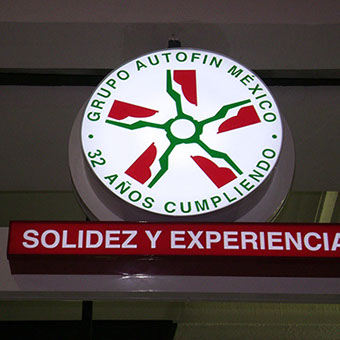 GRUPO AUTOFIN MÉXICO
• 32 AÑOS CUMPLIENDO •
SOLIDEZ Y EXPERIENCIA